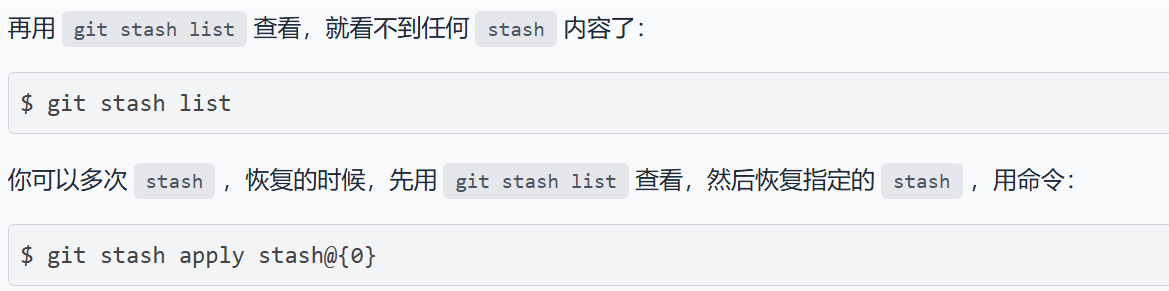 再用 git stash list 查看，就看不到任何 stash 内容了：
$ git stash list
你可以多次 stash ，恢复的时候，先用 git stash list 查看，然后恢复指定的 stash ，用命令：
$ git stash apply stash@{0}